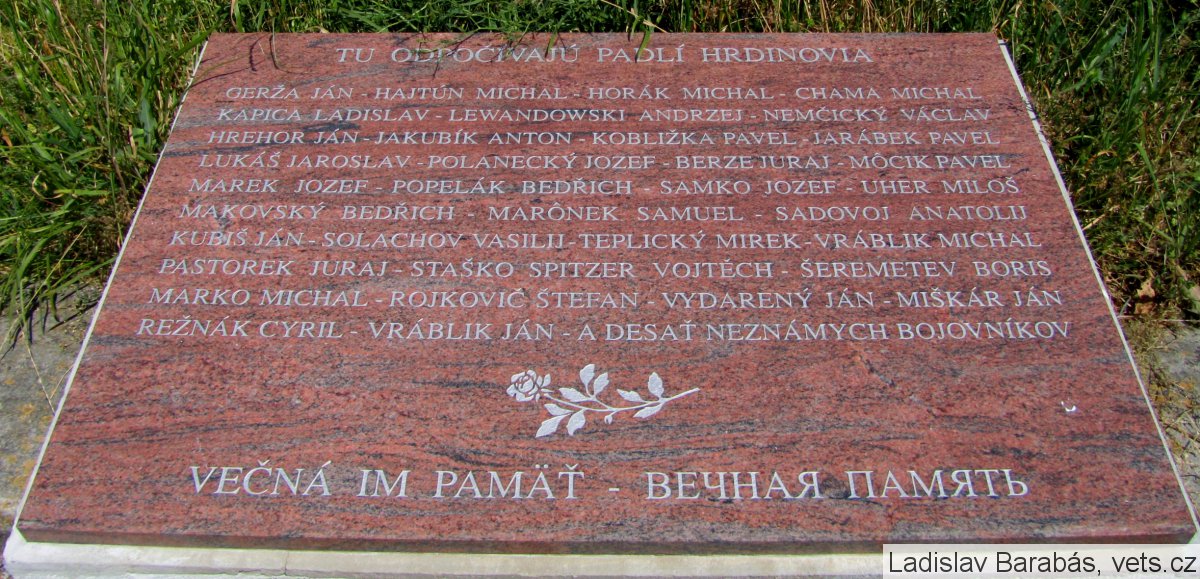 TU ODPOČÍVAJÚ PADLÍ HRDINOVIA
GERŽA JÁN - HAJTÚN MICHAL - HORÁK MICHAL - CHAMA MICHAL
KAPICA LADISLAV - LEWANDOWSKI ANDRZEJ - NEMČICKÝ VÁCLAV
HREHOR JÁN - JAKUBÍK ANTON - KOBLIŽKA PAVEL - JARÁBEK PAVEL
LUKÁŠ JAROSLAV - POLANECKÝ JOZEF - BERZE JURAJ - MÔCIK PAVEL
MAREK JOZEF - POPELÁK BEDŘICH - SAMKO JOZEF - UHER MILOŠ
MAKOVSKÝ BEDŘICH - MARÔNEK SAMUEL - SADOVOJ ANATOLIJ
KUBIŠ JÁN - SOLACHOV VASILIJ - TEPLICKÝ MIREK - VRÁBLIK MICHAL
PASTOREK JURAJ - STAŠKO SPITZER VOJTĚCH - ŠEREMETEV BORIS
MARKO MICHAL - ROJKOVIČ ŠTEFAN - VYDARENÝ JÁN - MIŠKÁR JÁN
REŽNÁK CYRIL - VRÁBLIK JÁN - A DESAŤ NEZNÁMYCH BOJOVNÍKOV
VEČNÁ IM PAMÄŤ - ВЕЧНАЯ ПАМЯТЬ
Ladislav Barabás, vets.cz